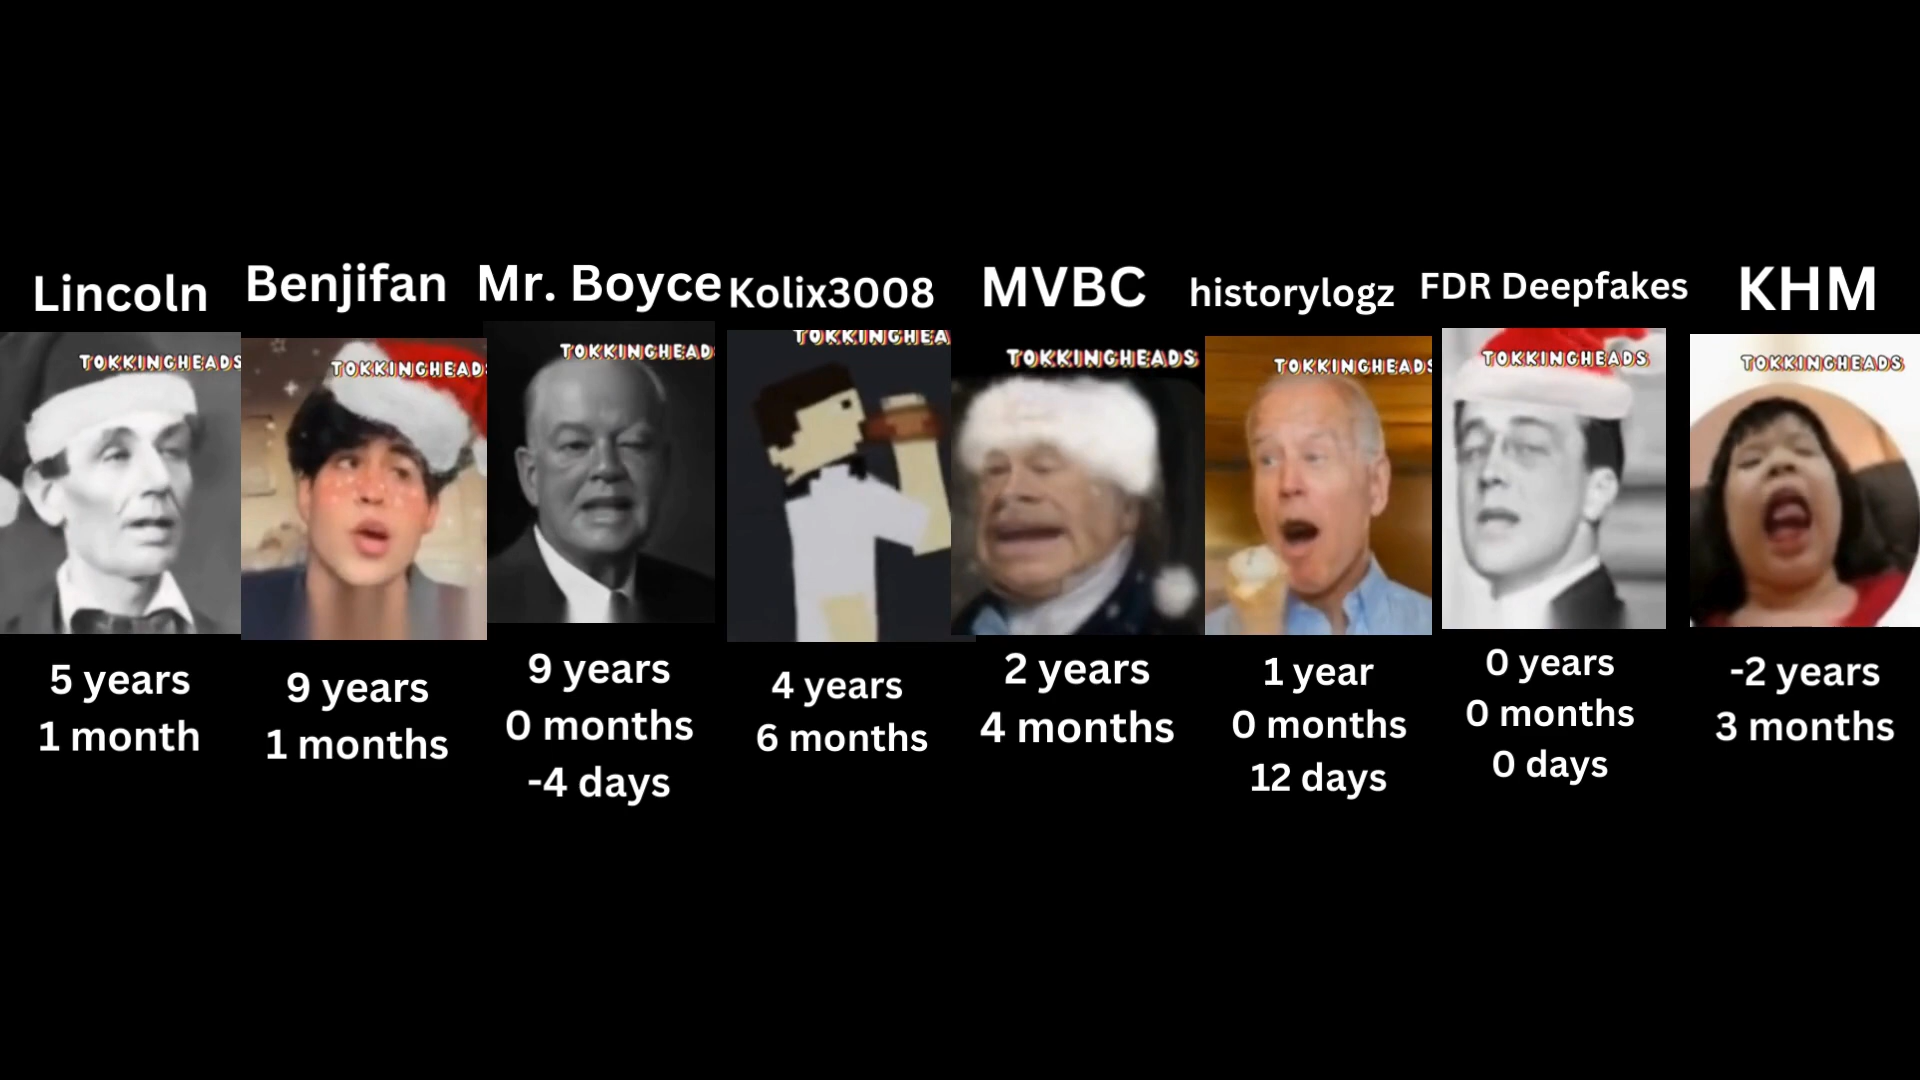 Lincoln
Benjifan
Mr. Boyce
Kolix3008
MVBC
historylogz
FDR Deepfakes
KHM
TOKKINGHEADS
TOKKINGHEADS
TOKKINGHEAD
TOKKINGHEA
TOKKINGHEADS
TOKKINGHEADS
TOKKINGHEADS
TOKKINGHEADS
5 years
1 month
9 years
1 months
9 years
0 months
-4 days
4 years
6 months
2 years
4 months
1 year
0 months
12 days
0 years
0 months
0 days
-2 years
3 months